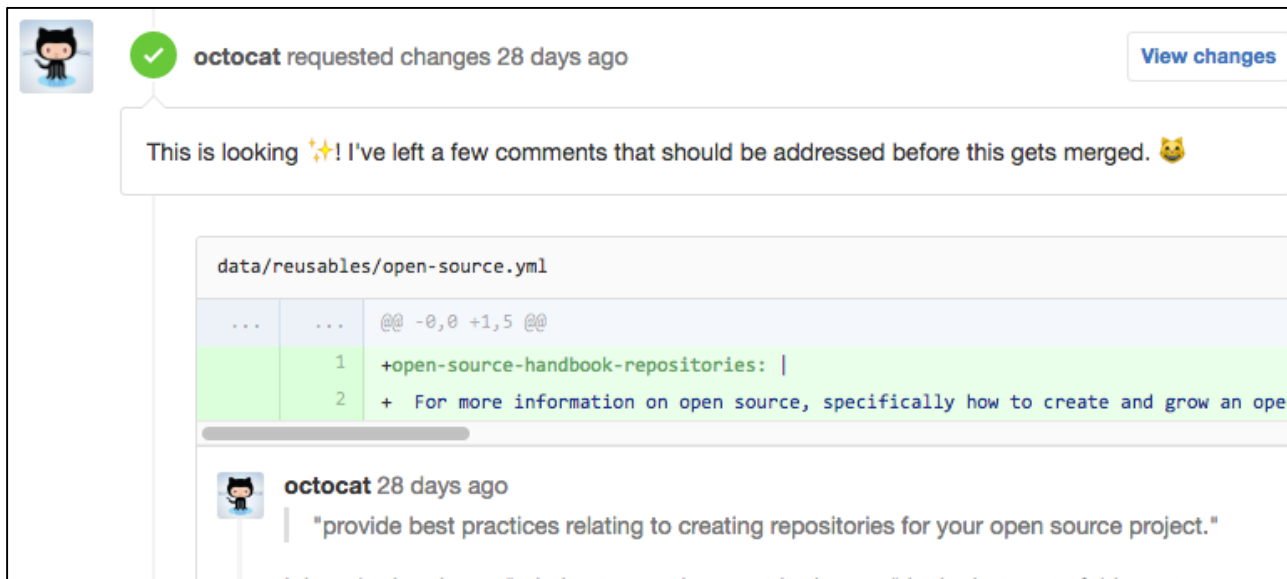 octocat requested changes 28 days ago
View changes
This is looking ✨! I've left a few comments that should be addressed before this gets merged. 😸
data/reusables/open-source.yml
... ... @@ -0,0 +1,5 @@
1 +open-source-handbook-repositories: |
2 + For more information on open source, specifically how to create and grow an ope
octocat 28 days ago
"provide best practices relating to creating repositories for your open source project."